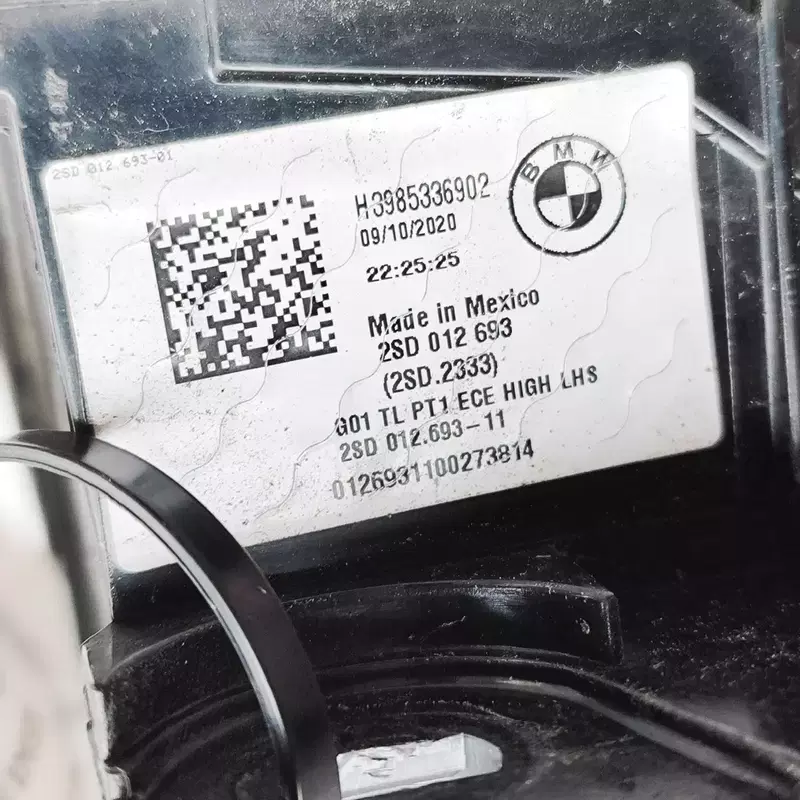 2SD 012.693-01
H3985336902
BMW
09/10/2020
22:25:25
Made in Mexico
2SD 012 693
(2SD.2333)
G01 TL PT1 ECE HIGH LHS
2SD 012.693-11
0126931100273814